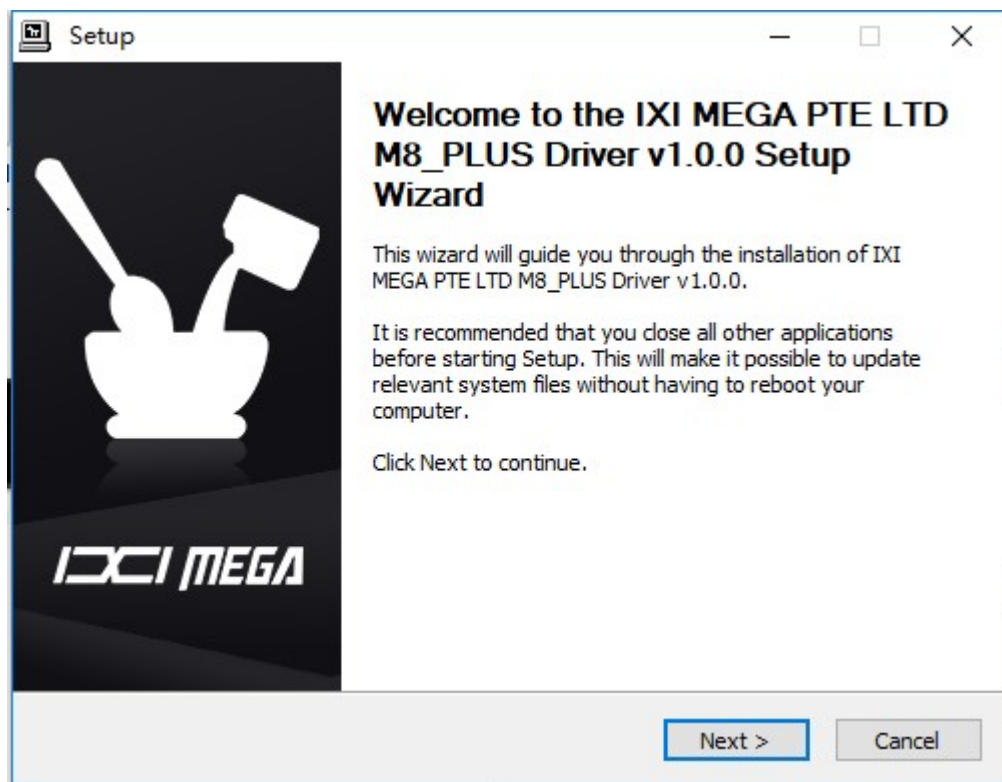 Setup
Welcome to the IXI MEGA PTE LTD
M8_PLUS Driver v1.0.0 Setup
Wizard
This wizard will guide you through the installation of IXI
MEGA PTE LTD M8_PLUS Driver v1.0.0.
It is recommended that you close all other applications
before starting Setup. This will make it possible to update
relevant system files without having to reboot your
computer.
Click Next to continue.
IXI MEGA
Next >
Cancel